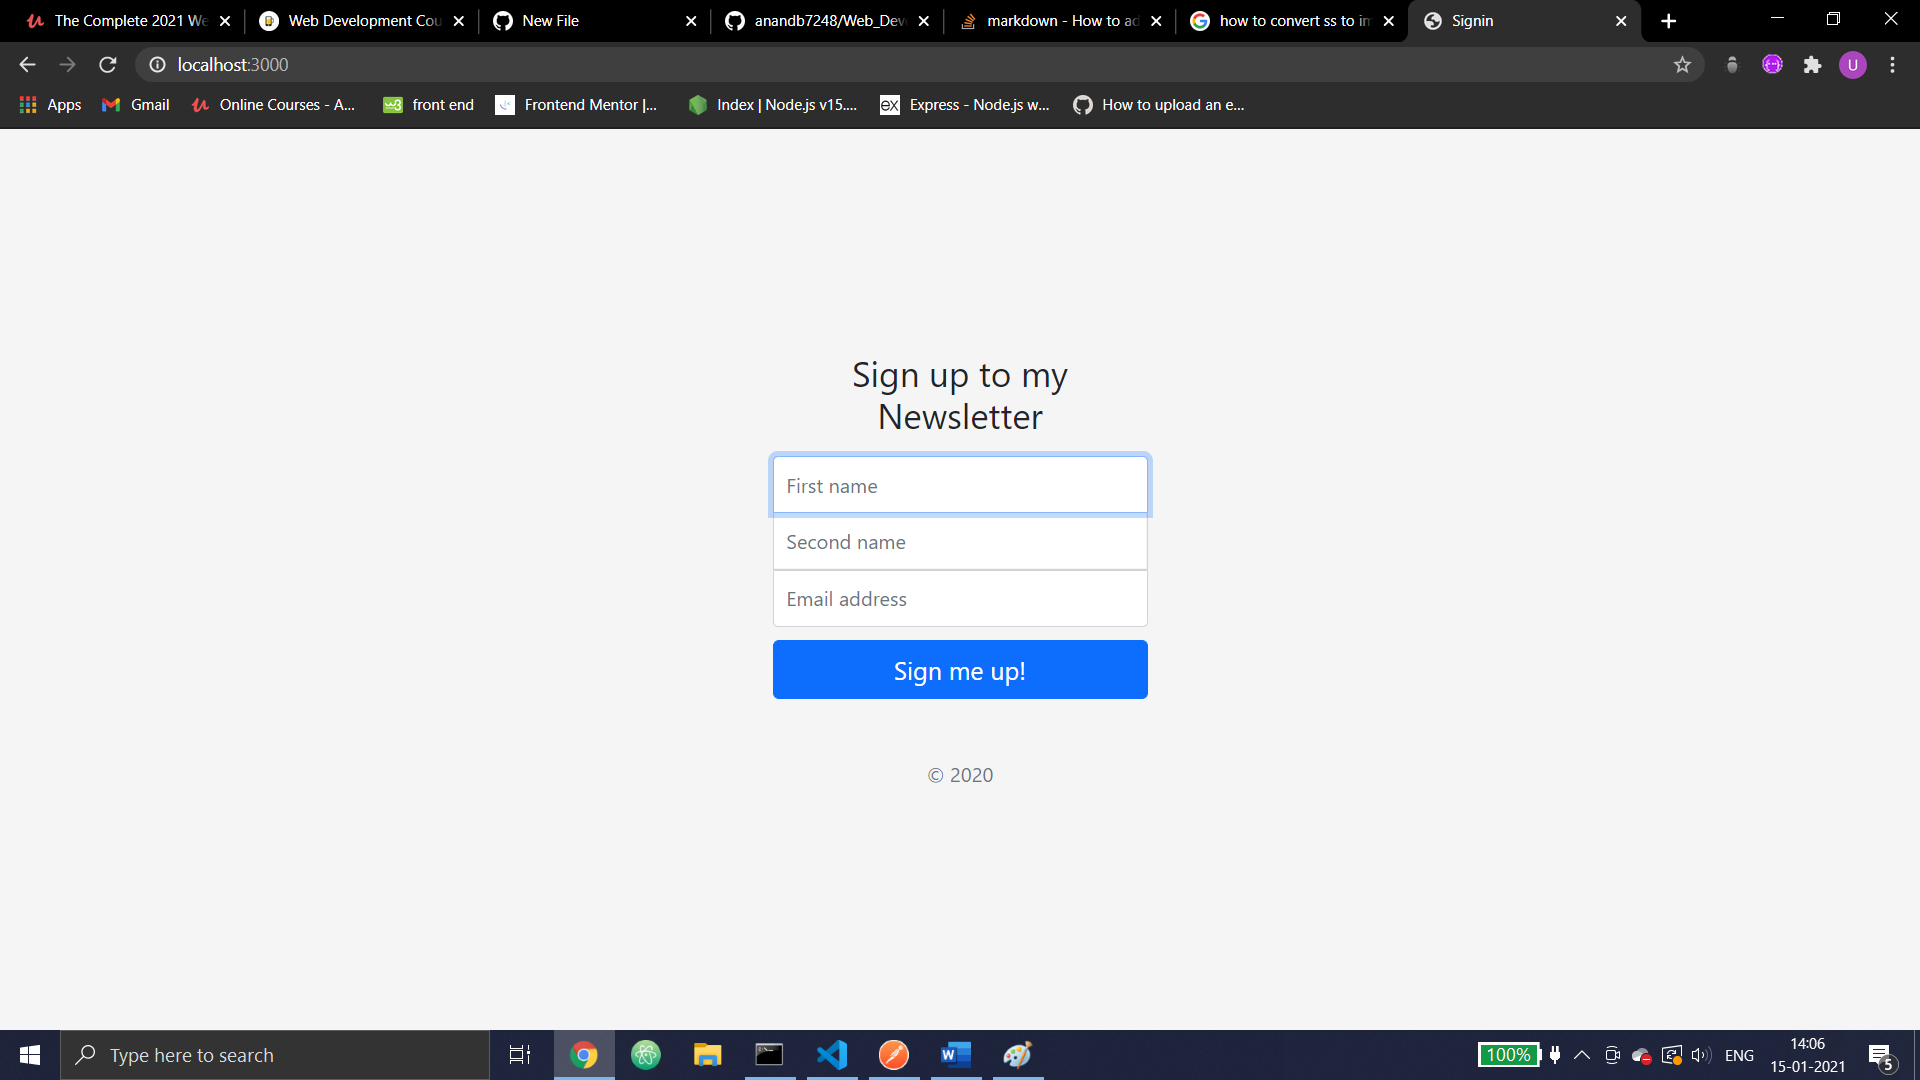 The Complete 2021 We
Web Development Cou
New File
anandb7248/Web_Dev
markdown - How to ad
how to convert ss to im
Signin
localhost:3000
U
Apps
Gmail
Online Courses - A...
front end
Frontend Mentor |...
Index | Node.js v15....
Express - Node.js w...
How to upload an e...
Sign up to my
Newsletter
First name
Second name
Email address
Sign me up!
© 2020
Type here to search
100%
ENG
14:06
15-01-2021
5